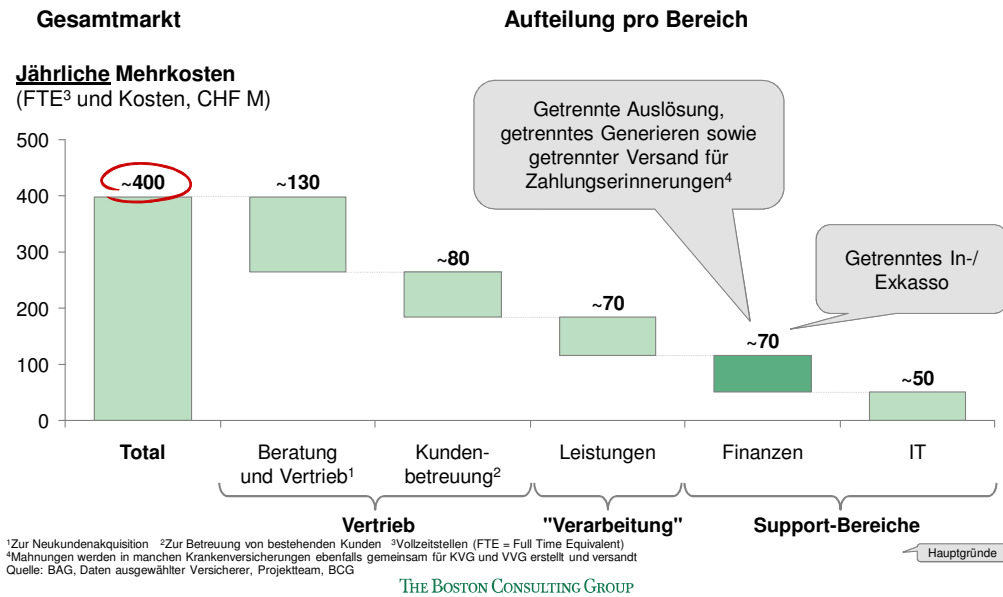 Gesamtmarkt
Aufteilung pro Bereich
Jährliche Mehrkosten
(FTE³ und Kosten, CHF M)
Getrennte Auslösung,
getrenntes Generieren sowie
getrennter Versand für
Zahlungserinnerungen⁴
Getrenntes In-/
Exkasso
500
400
300
200
100
0
~400
~130
~80
~70
~70
~50
Total
Beratung
und Vertrieb¹
Kunden-
betreuung²
Leistungen
Finanzen
IT
Vertrieb
"Verarbeitung"
Support-Bereiche
¹Zur Neukundenakquisition ²Zur Betreuung von bestehenden Kunden ³Vollzeitstellen (FTE = Full Time Equivalent)
⁴Mahnungen werden in manchen Krankenversicherungen ebenfalls gemeinsam für KVG und VVG erstellt und versandt
Quelle: BAG, Daten ausgewählter Versicherer, Projektteam, BCG
Hauptgründe
THE BOSTON CONSULTING GROUP